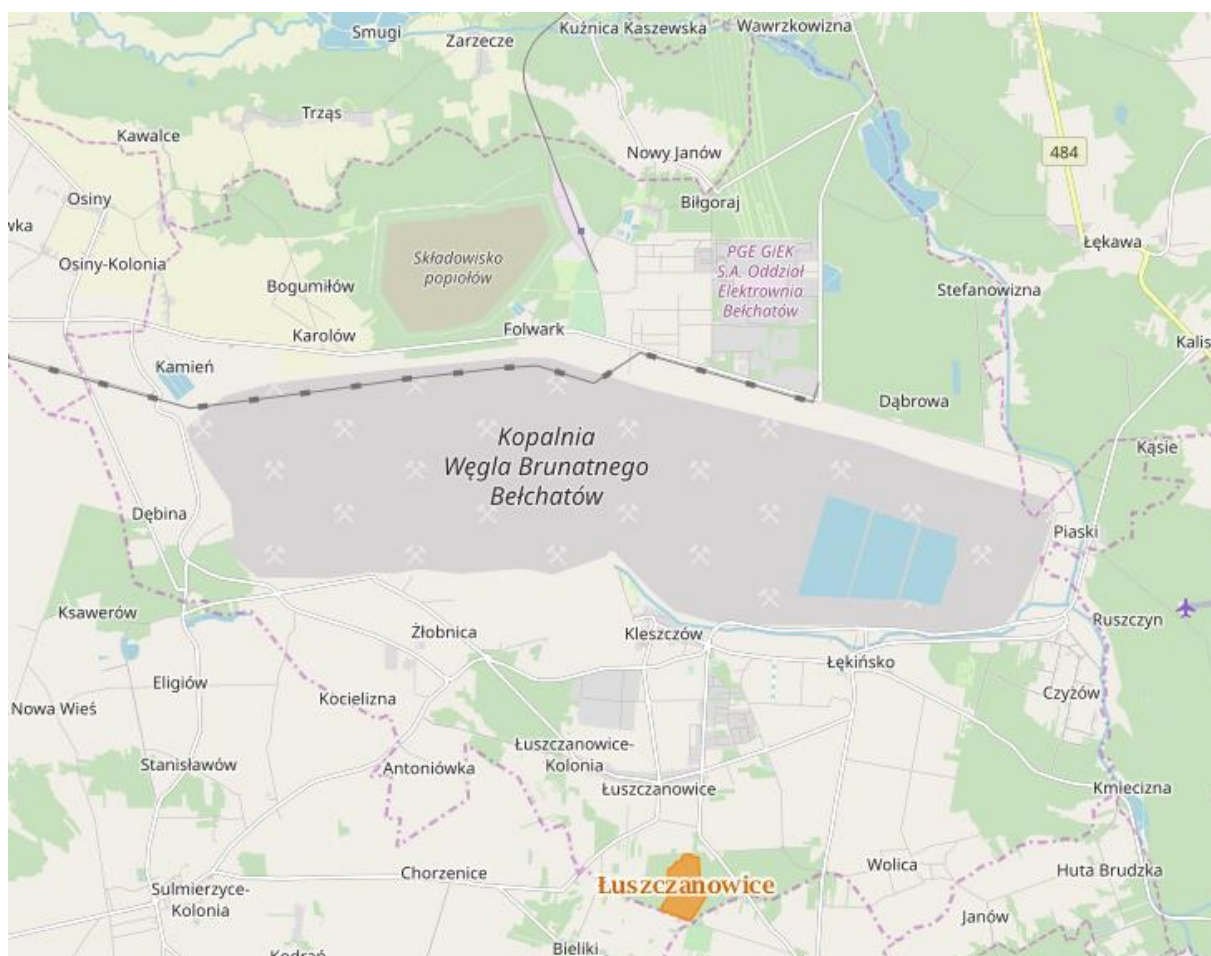 Smugi
Zarzecze
Kuźnica Kaszewska
Wawrzkowizna
Trząs
Kawalce
Nowy Janów
484
Osiny
Biłgoraj
wka
Łękawa
Osiny-Kolonia
Składowisko
popiołów
PGE GiEK
S.A. Oddział
Elektrownia
Bełchatów
Bogumiłów
Stefanowizna
Karolów
Folwark
Kalis
Kamień
Dąbrowa
Kopalnia
Węgla Brunatnego
Bełchatów
Kąsie
Dębina
Piaski
Ksawerów
Żłobnica
Kleszczów
Ruszczyn
Łękińsko
Eligiów
Kocielizna
Czyżów
Nowa Wieś
Stanisławów
Antoniówka
Łuszczanowice-
Kolonia
Łuszczanowice
Kmiecizna
Chorzenice
Wolica
Huta Brudzka
Łuszczanowice
Sulmierzyce-
Kolonia
Janów
Bieliki
Kodrań